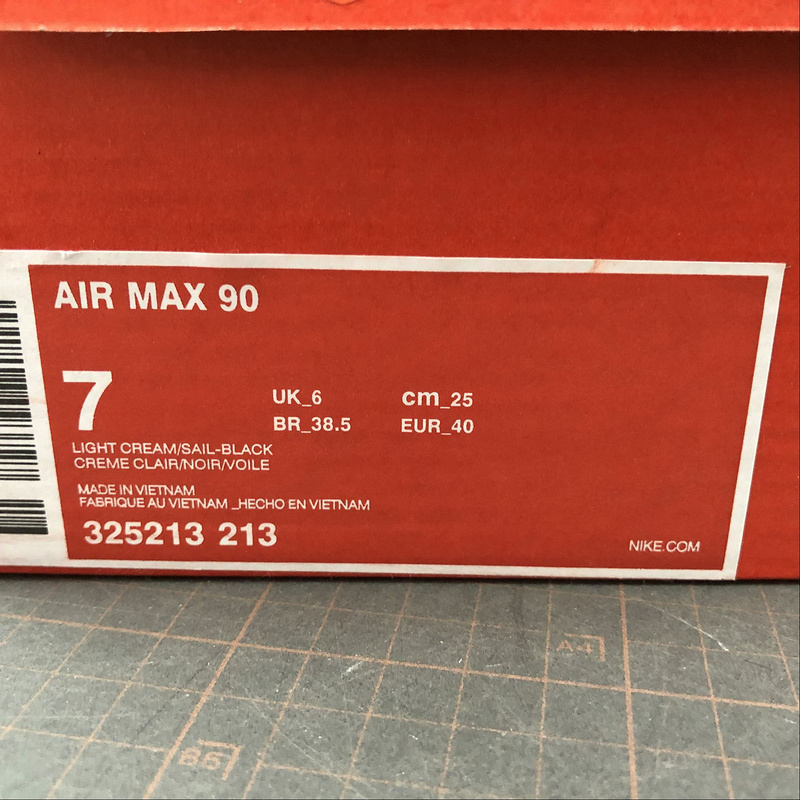 AIR MAX 90
7
UK_6 cm_25
BR_38.5 EUR_40
LIGHT CREAM/SAIL-BLACK
CREME CLAIR/NOIR/VOILE
MADE IN VIETNAM
FABRIQUE AU VIETNAM _HECHO EN VIETNAM
325213 213
NIKE.COM
A4
B6